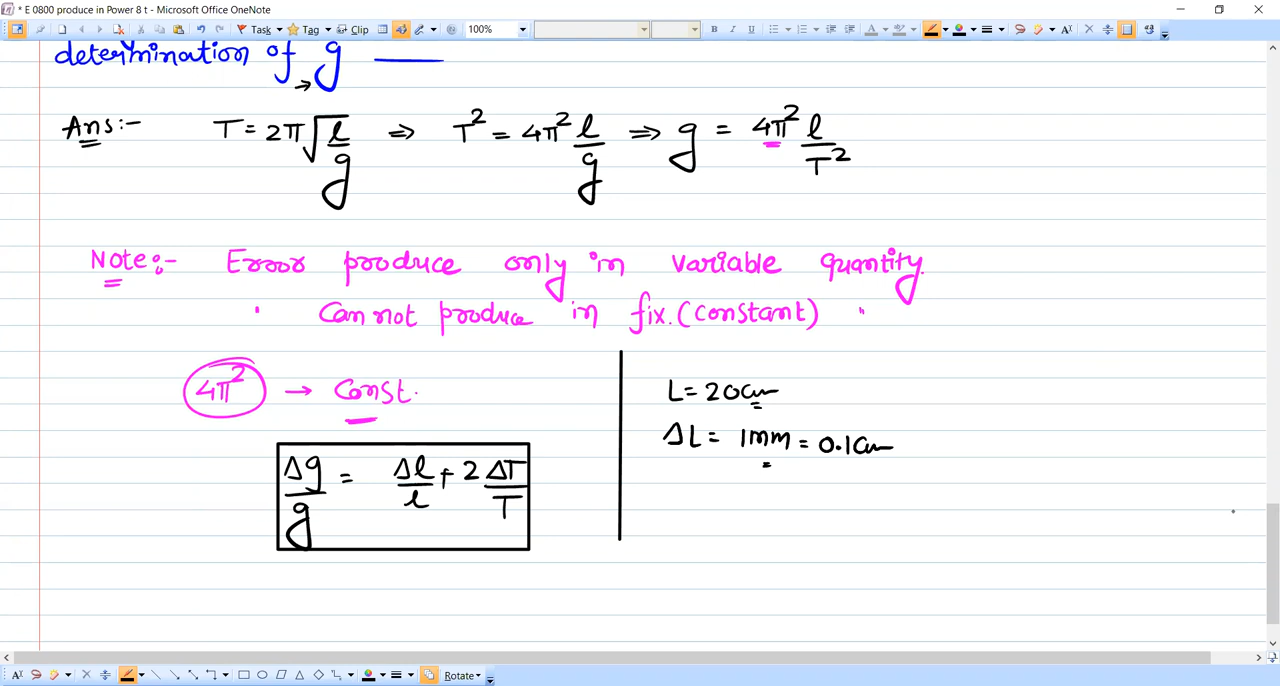 * E 0800 produce in Power 8 t - Microsoft Office OneNote
Task Tag Clip 100%
determination of g
Ans:- T = 2π√(l/g) ⇒ T² = 4π² l/g ⇒ g = 4π² l/T²
Note:- Error produce only in variable quantity.
Can not produce in fix. (constant)
4π² → Const.
Δg/g = Δl/l + 2 ΔT/T
L = 20cm
ΔL = 1mm = 0.1cm
Rotate